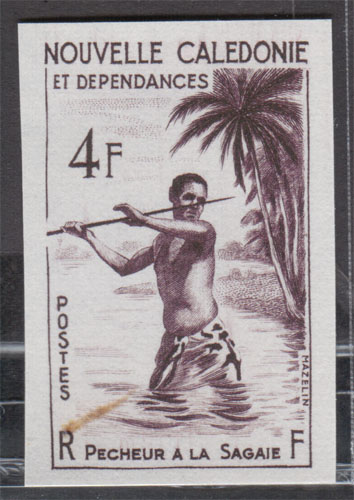 NOUVELLE CALEDONIE
ET DEPENDANCES
4F
POSTES
MAZELIN
R PECHEUR À LA SAGAIE F